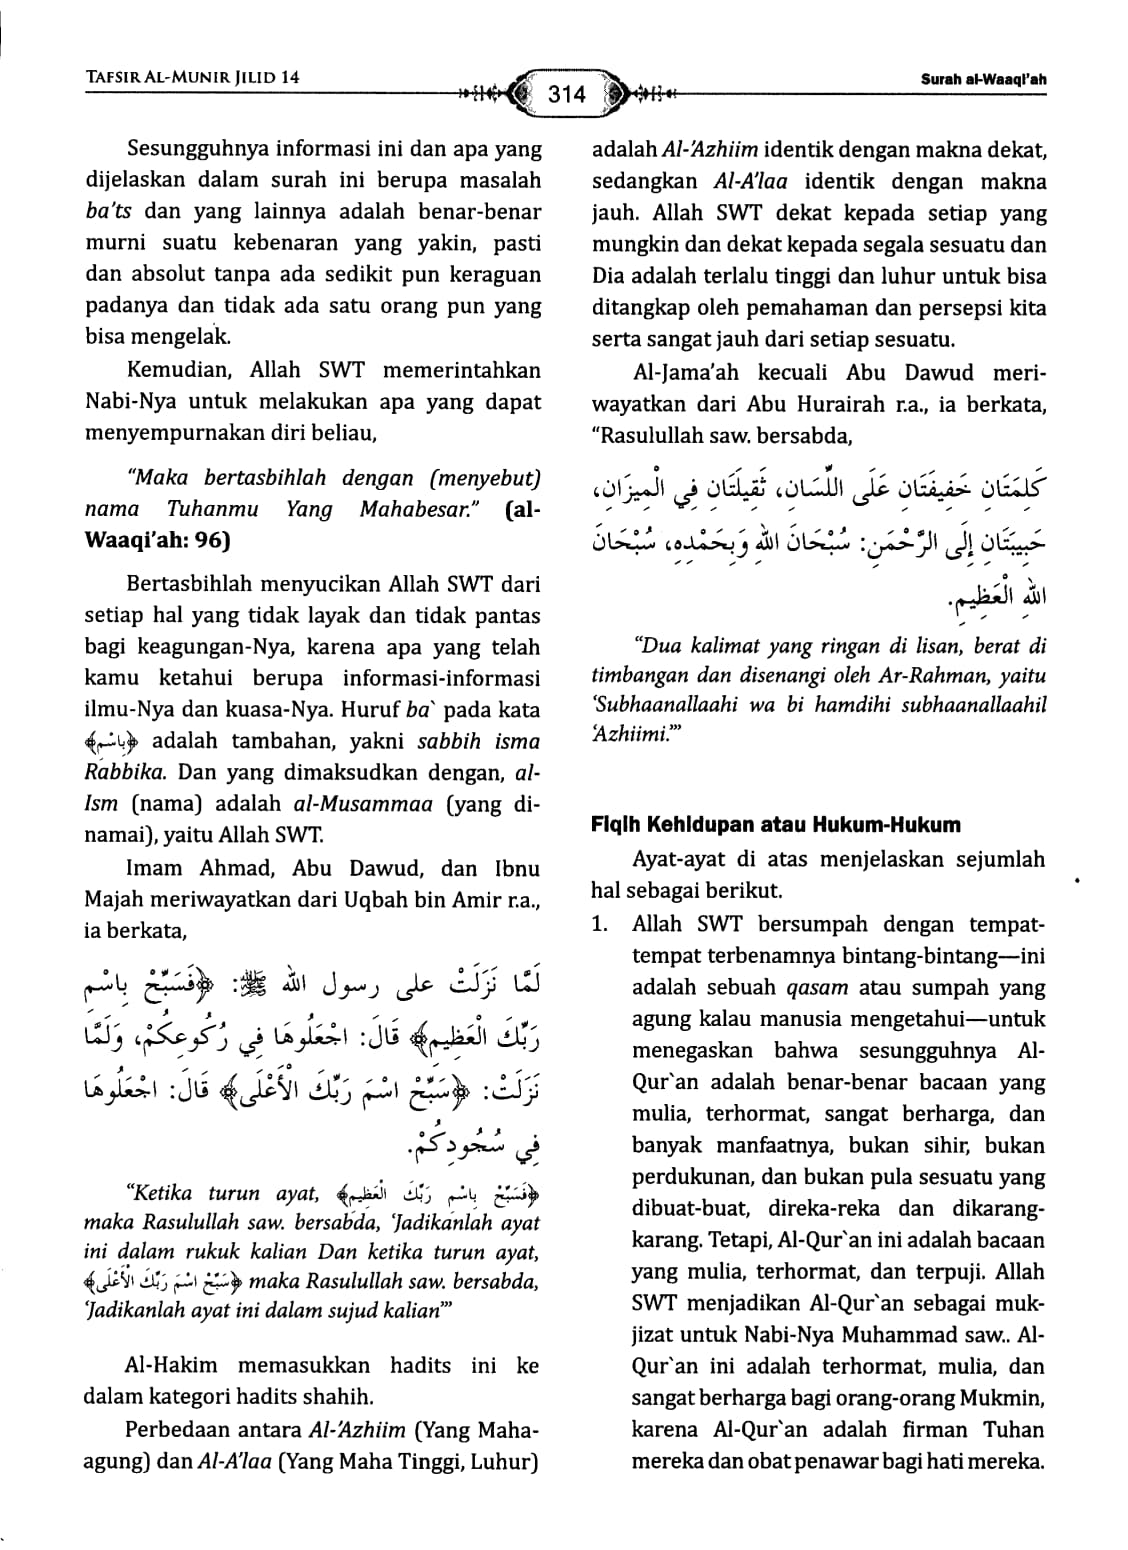 TAFSIR AL-MUNIR JILID 14
314
Surah al-Waaqi'ah
Sesungguhnya informasi ini dan apa yang
dijelaskan dalam surah ini berupa masalah
ba'ts dan yang lainnya adalah benar-benar
murni suatu kebenaran yang yakin, pasti
dan absolut tanpa ada sedikit pun keraguan
padanya dan tidak ada satu orang pun yang
bisa mengelak.
Kemudian, Allah SWT memerintahkan
Nabi-Nya untuk melakukan apa yang dapat
menyempurnakan diri beliau,
“Maka bertasbihlah dengan (menyebut)
nama Tuhanmu Yang Mahabesar.” (al-
Waaqi'ah: 96)
Bertasbihlah menyucikan Allah SWT dari
setiap hal yang tidak layak dan tidak pantas
bagi keagungan-Nya, karena apa yang telah
kamu ketahui berupa informasi-informasi
ilmu-Nya dan kuasa-Nya. Huruf ba` pada kata
﴿بِاسْمِ﴾ adalah tambahan, yakni sabbih isma
Rabbika. Dan yang dimaksudkan dengan, al-
Ism (nama) adalah al-Musammaa (yang di-
namai), yaitu Allah SWT.
Imam Ahmad, Abu Dawud, dan Ibnu
Majah meriwayatkan dari Uqbah bin Amir r.a.,
ia berkata,
لَمَّا نَزَلَتْ على رسول الله ﷺ: ﴿فَسَبِّحْ بِاسْمِ
رَبِّكَ الْعَظِيمِ﴾ قَالَ: اجْعَلُوهَا فِي رُكُوعِكُمْ، وَلَمَّا
نَزَلَتْ: ﴿سَبِّحْ اسْمَ رَبِّكَ الْأَعْلَى﴾ قَالَ: اجْعَلُوهَا
فِي سُجُودِكُمْ.
“Ketika turun ayat, ﴿فَسَبِّحْ بِاسْمِ رَبِّكَ الْعَظِيمِ﴾
maka Rasulullah saw. bersabda, ‘Jadikanlah ayat
ini dalam rukuk kalian Dan ketika turun ayat,
﴿سَبِّحْ اسْمَ رَبِّكَ الْأَعْلَى﴾ maka Rasulullah saw. bersabda,
‘Jadikanlah ayat ini dalam sujud kalian’”
Al-Hakim memasukkan hadits ini ke
dalam kategori hadits shahih.
Perbedaan antara Al-‘Azhiim (Yang Maha-
agung) dan Al-A'laa (Yang Maha Tinggi, Luhur)
adalah Al-‘Azhiim identik dengan makna dekat,
sedangkan Al-A'laa identik dengan makna
jauh. Allah SWT dekat kepada setiap yang
mungkin dan dekat kepada segala sesuatu dan
Dia adalah terlalu tinggi dan luhur untuk bisa
ditangkap oleh pemahaman dan persepsi kita
serta sangat jauh dari setiap sesuatu.
Al-Jama'ah kecuali Abu Dawud meri-
wayatkan dari Abu Hurairah r.a., ia berkata,
“Rasulullah saw. bersabda,
كَلِمَتَانِ خَفِيفَتَانِ عَلَى اللِّسَانِ، ثَقِيلَتَانِ فِي الْمِيزَانِ،
حَبِيبَتَانِ إِلَى الرَّحْمَنِ: سُبْحَانَ اللهِ وَبِحَمْدِهِ، سُبْحَانَ
اللهِ الْعَظِيمِ.
“Dua kalimat yang ringan di lisan, berat di
timbangan dan disenangi oleh Ar-Rahman, yaitu
‘Subhaanallaahi wa bi hamdihi subhaanallaahil
‘Azhiimi.’”
Fiqih Kehidupan atau Hukum-Hukum
Ayat-ayat di atas menjelaskan sejumlah
hal sebagai berikut.
1. Allah SWT bersumpah dengan tempat-
tempat terbenamnya bintang-bintang—ini
adalah sebuah qasam atau sumpah yang
agung kalau manusia mengetahui—untuk
menegaskan bahwa sesungguhnya Al-
Qur`an adalah benar-benar bacaan yang
mulia, terhormat, sangat berharga, dan
banyak manfaatnya, bukan sihir, bukan
perdukunan, dan bukan pula sesuatu yang
dibuat-buat, direka-reka dan dikarang-
karang. Tetapi, Al-Qur`an ini adalah bacaan
yang mulia, terhormat, dan terpuji. Allah
SWT menjadikan Al-Qur`an sebagai muk-
jizat untuk Nabi-Nya Muhammad saw.. Al-
Qur`an ini adalah terhormat, mulia, dan
sangat berharga bagi orang-orang Mukmin,
karena Al-Qur`an adalah firman Tuhan
mereka dan obat penawar bagi hati mereka.